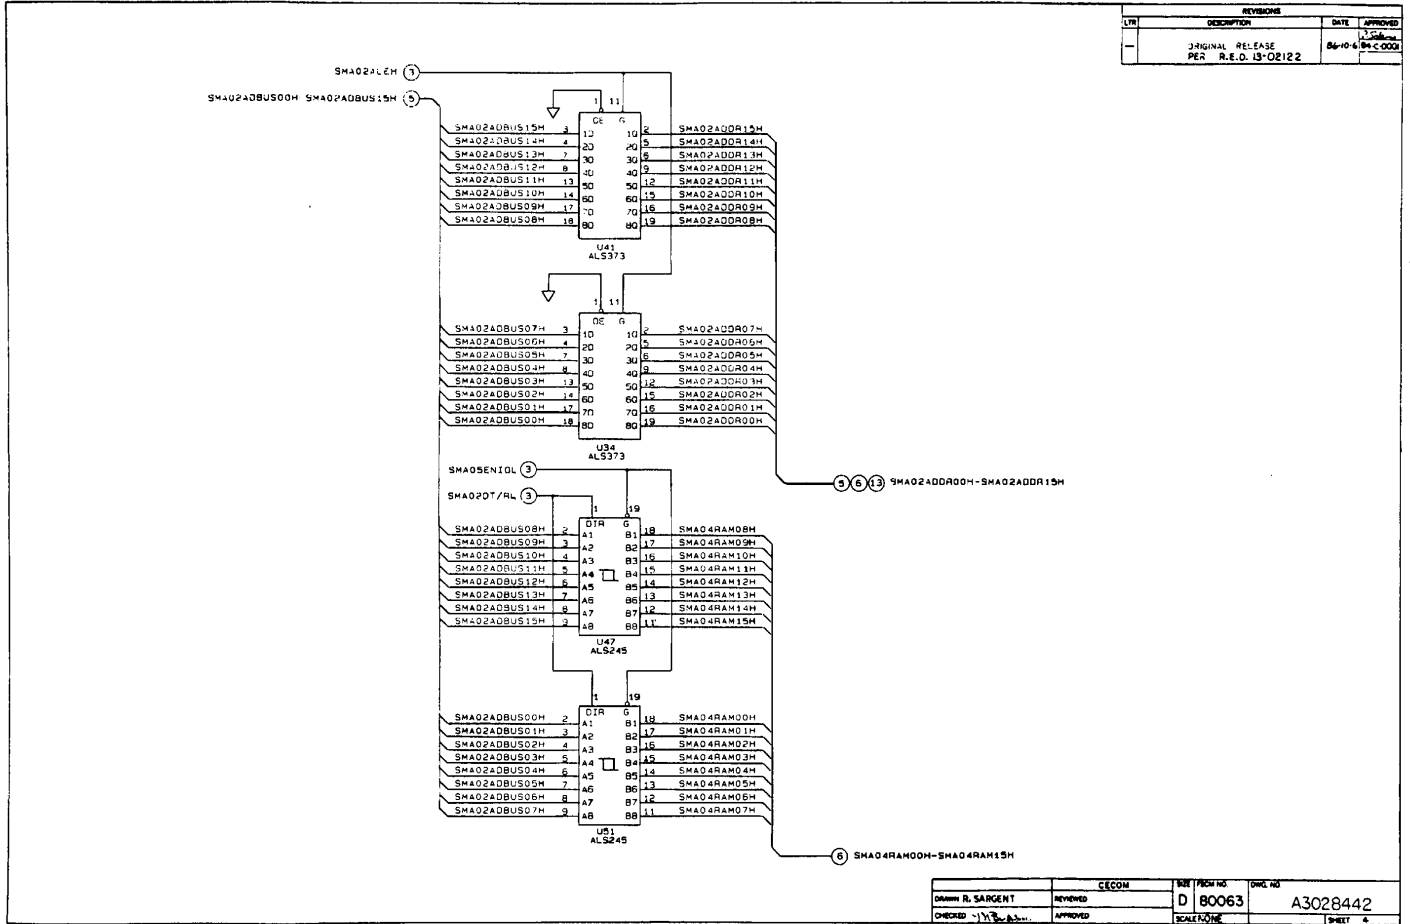 REVISIONS
LTR DESCRIPTION DATE APPROVED
— ORIGINAL RELEASE PER R.E.D. 13-02122 86-10-6
SMA02ALEH 3
SMA02ADBUS00H SMA02ADBUS15H 5
1 11
OE G
SMA02ADBUS15H 3 1D 1Q 2 SMA02ADDR15H
SMA02ADBUS14H 4 2D 2Q 5 SMA02ADDR14H
SMA02ADBUS13H 7 3D 3Q 6 SMA02ADDR13H
SMA02ADBUS12H 8 4D 4Q 9 SMA02ADDR12H
SMA02ADBUS11H 13 5D 5Q 12 SMA02ADDR11H
SMA02ADBUS10H 14 6D 6Q 15 SMA02ADDR10H
SMA02ADBUS09H 17 7D 7Q 16 SMA02ADDR09H
SMA02ADBUS08H 18 8D 8Q 19 SMA02ADDR08H
U41
ALS373
1 11
OE G
SMA02ADBUS07H 3 1D 1Q 2 SMA02ADDR07H
SMA02ADBUS06H 4 2D 2Q 5 SMA02ADDR06H
SMA02ADBUS05H 7 3D 3Q 6 SMA02ADDR05H
SMA02ADBUS04H 8 4D 4Q 9 SMA02ADDR04H
SMA02ADBUS03H 13 5D 5Q 12 SMA02ADDR03H
SMA02ADBUS02H 14 6D 6Q 15 SMA02ADDR02H
SMA02ADBUS01H 17 7D 7Q 16 SMA02ADDR01H
SMA02ADBUS00H 18 8D 8Q 19 SMA02ADDR00H
U34
ALS373
SMA05ENIOL 3
5 6 13 SMA02ADDR00H-SMA02ADDR15H
SMA02DT/RL 3
1 19
DIR G
SMA02ADBUS08H 2 A1 B1 18 SMA04RAM08H
SMA02ADBUS09H 3 A2 B2 17 SMA04RAM09H
SMA02ADBUS10H 4 A3 B3 16 SMA04RAM10H
SMA02ADBUS11H 5 A4 B4 15 SMA04RAM11H
SMA02ADBUS12H 6 A5 B5 14 SMA04RAM12H
SMA02ADBUS13H 7 A6 B6 13 SMA04RAM13H
SMA02ADBUS14H 8 A7 B7 12 SMA04RAM14H
SMA02ADBUS15H 9 A8 B8 11 SMA04RAM15H
U47
ALS245
1 19
DIR G
SMA02ADBUS00H 2 A1 B1 18 SMA04RAM00H
SMA02ADBUS01H 3 A2 B2 17 SMA04RAM01H
SMA02ADBUS02H 4 A3 B3 16 SMA04RAM02H
SMA02ADBUS03H 5 A4 B4 15 SMA04RAM03H
SMA02ADBUS04H 6 A5 B5 14 SMA04RAM04H
SMA02ADBUS05H 7 A6 B6 13 SMA04RAM05H
SMA02ADBUS06H 8 A7 B7 12 SMA04RAM06H
SMA02ADBUS07H 9 A8 B8 11 SMA04RAM07H
U51
ALS245
6 SMA04RAM00H-SMA04RAM15H
CECOM
DRAWN R. SARGENT REVIEWED
CHECKED APPROVED
SIZE D FSCM NO. 80063 DWG. NO A3028442
SCALE NONE SHEET 4